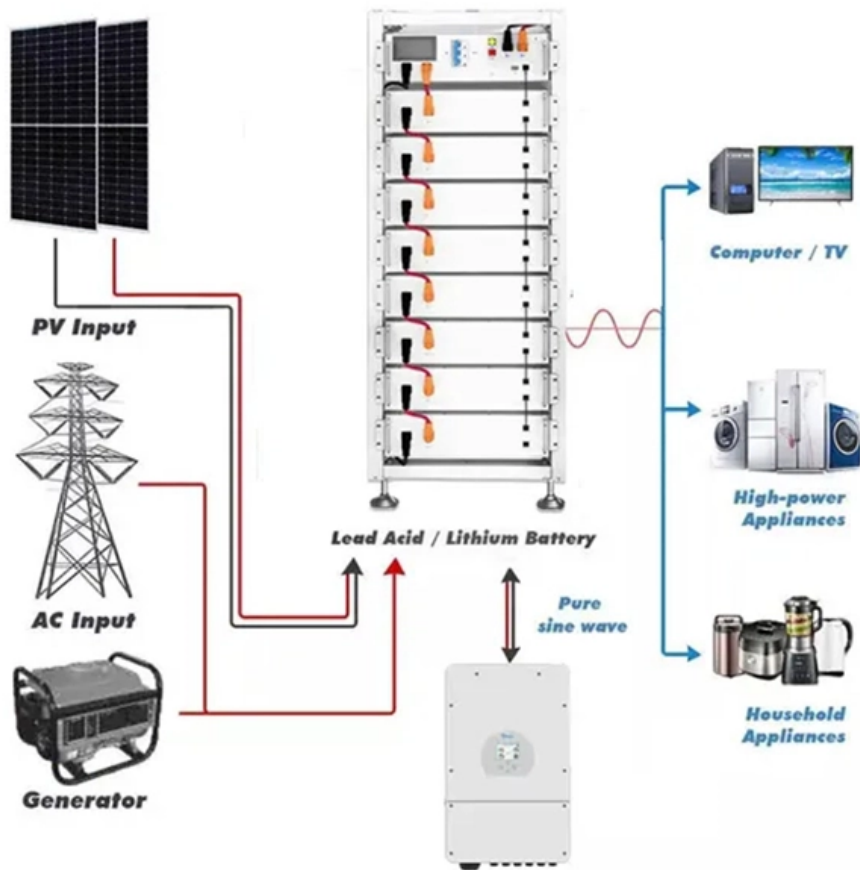 PV Input
AC Input
Generator
Lead Acid / Lithium Battery
Pure
sine wave
Computer / TV
High-power
Appliances
Household
Appliances